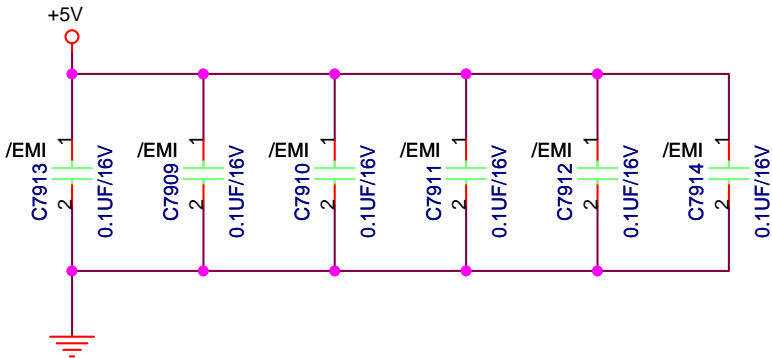 +5V
/EMI
1
C7913
2
0.1UF/16V
/EMI
1
C7909
2
0.1UF/16V
/EMI
1
C7910
2
0.1UF/16V
/EMI
1
C7911
2
0.1UF/16V
/EMI
1
C7912
2
0.1UF/16V
/EMI
1
C7914
2
0.1UF/16V